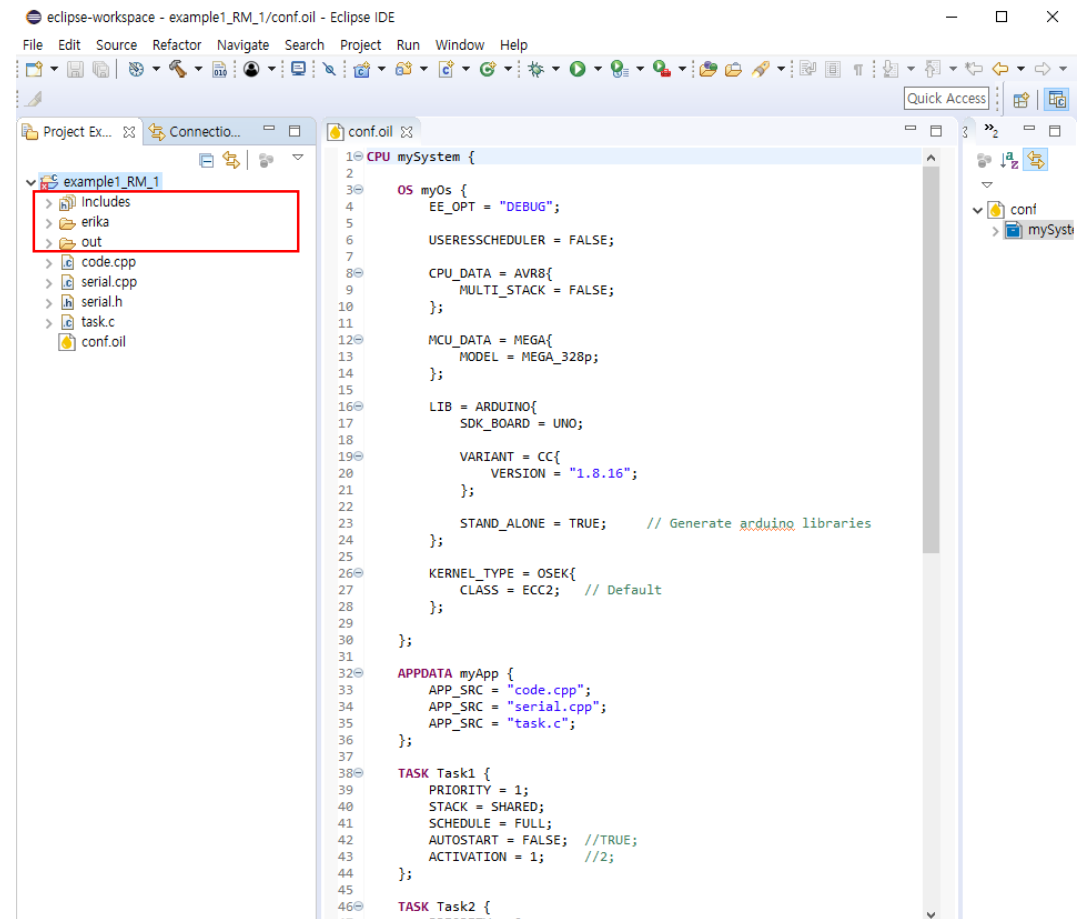 eclipse-workspace - example1_RM_1/conf.oil - Eclipse IDE
File Edit Source Refactor Navigate Search Project Run Window Help
Quick Access
Project Ex... Connectio...
example1_RM_1
Includes
erika
out
code.cpp
serial.cpp
serial.h
task.c
conf.oil
conf.oil
1 CPU mySystem {
2
3 OS myOs {
4 EE_OPT = "DEBUG";
5
6 USERESSCHEDULER = FALSE;
7
8 CPU_DATA = AVR8{
9 MULTI_STACK = FALSE;
10 };
11
12 MCU_DATA = MEGA{
13 MODEL = MEGA_328p;
14 };
15
16 LIB = ARDUINO{
17 SDK_BOARD = UNO;
18
19 VARIANT = CC{
20 VERSION = "1.8.16";
21 };
22
23 STAND_ALONE = TRUE; // Generate arduino libraries
24 };
25
26 KERNEL_TYPE = OSEK{
27 CLASS = ECC2; // Default
28 };
29
30 };
31
32 APPDATA myApp {
33 APP_SRC = "code.cpp";
34 APP_SRC = "serial.cpp";
35 APP_SRC = "task.c";
36 };
37
38 TASK Task1 {
39 PRIORITY = 1;
40 STACK = SHARED;
41 SCHEDULE = FULL;
42 AUTOSTART = FALSE; //TRUE;
43 ACTIVATION = 1; //2;
44 };
45
46 TASK Task2 {
2
conf
mySyst